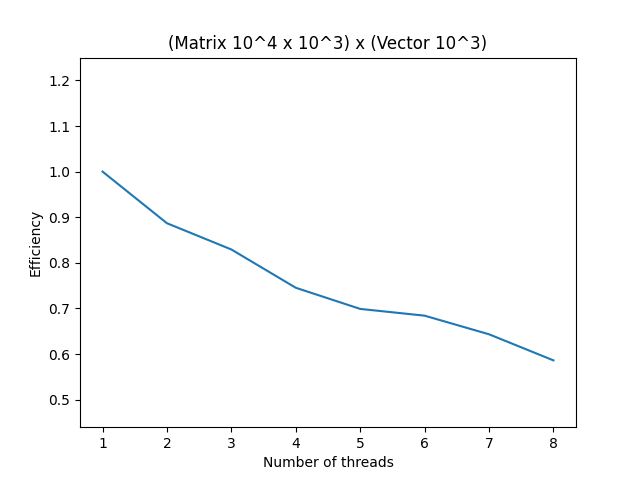 (Matrix 10^4 x 10^3) x (Vector 10^3)
1.2
1.1
1.0
0.9
0.8
0.7
0.6
0.5
Efficiency
1 2 3 4 5 6 7 8
Number of threads